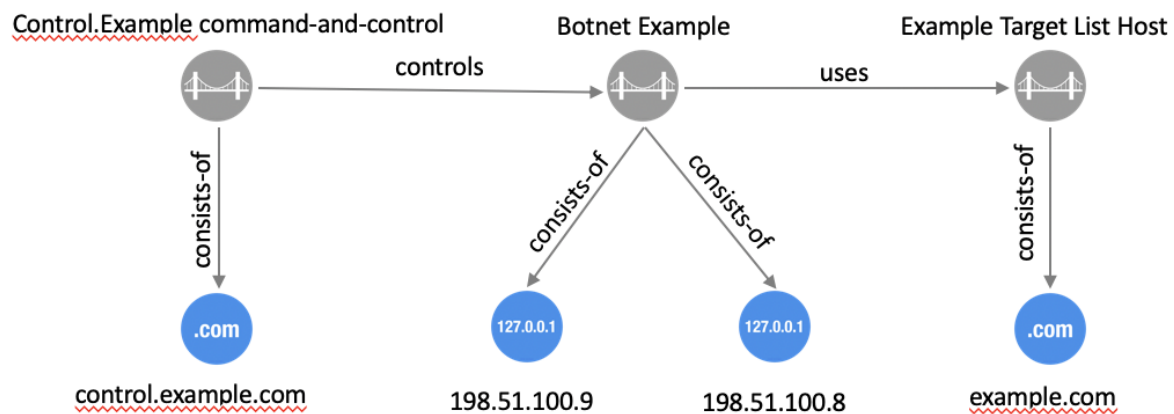 Control.Example command-and-control
Botnet Example
Example Target List Host
controls
uses
consists-of
consists-of
consists-of
consists-of
.com
127.0.0.1
127.0.0.1
.com
control.example.com
198.51.100.9
198.51.100.8
example.com